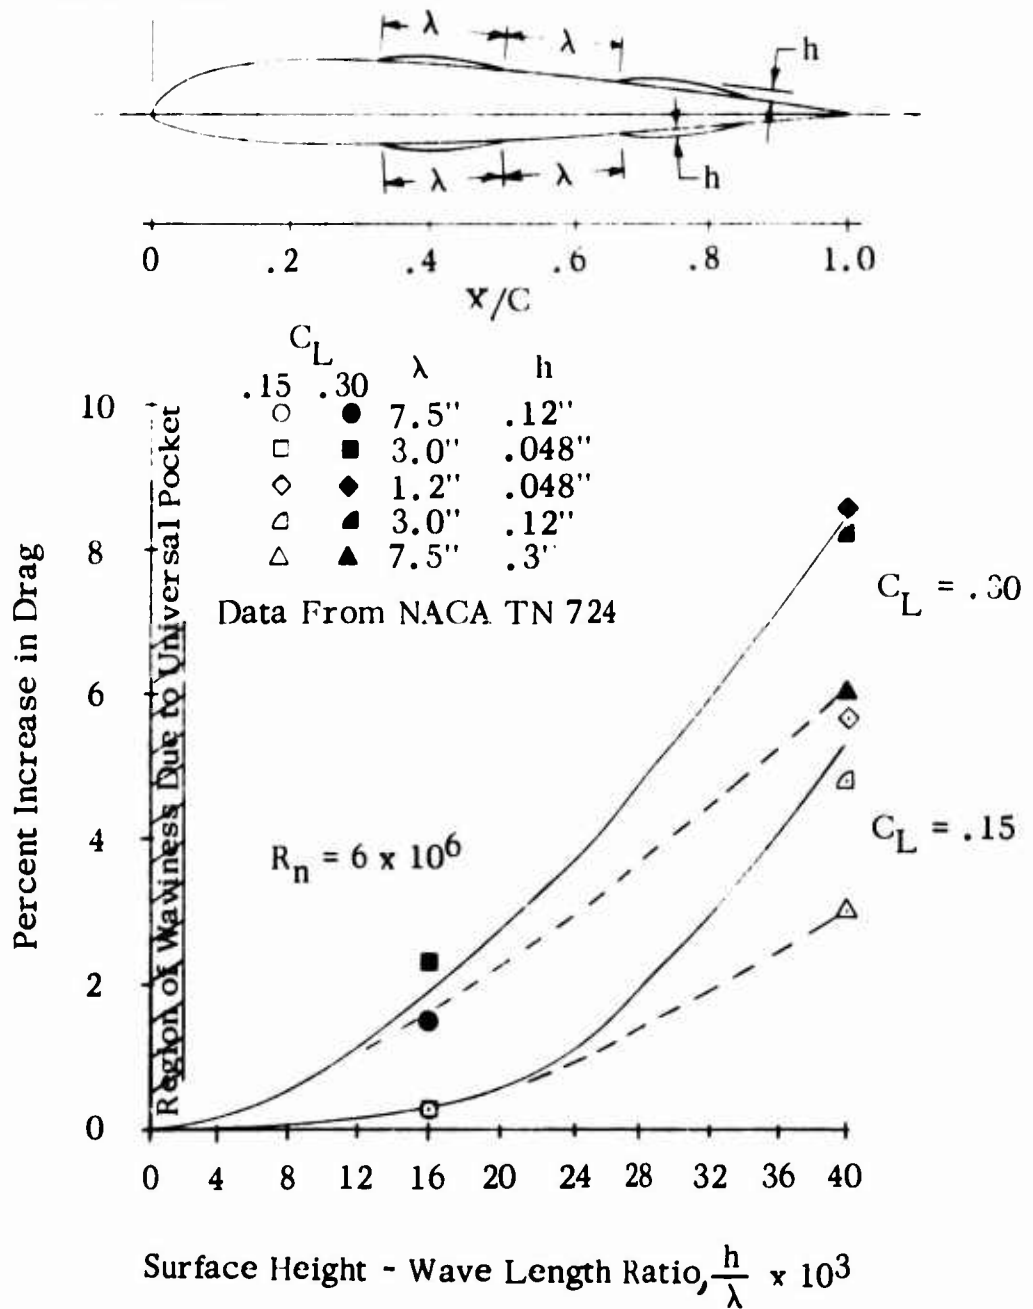 λ λ h
λ λ h
0 .2 .4 .6 .8 1.0
x/C
C_L
.15 .30 λ h
7.5" .12"
3.0" .048"
1.2" .048"
3.0" .12"
7.5" .3"
Data From NACA TN 724
Percent Increase in Drag
10
8
6
4
2
0
Region of Waviness Due to Universal Pocket
C_L = .30
C_L = .15
R_n = 6 x 10^6
0 4 8 12 16 20 24 28 32 36 40
Surface Height - Wave Length Ratio, h/λ x 10^3